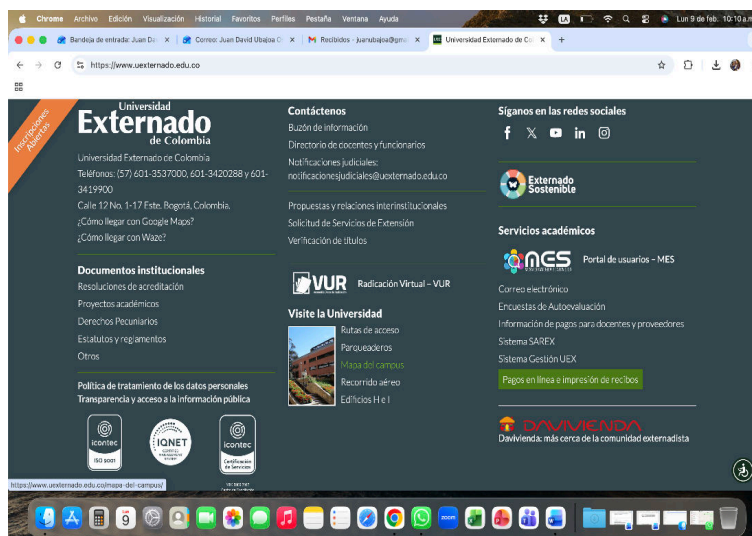 Chrome Archivo Edición Visualización Historial Favoritos Perfiles Pestaña Ventana Ayuda
Lun 9 de feb. 10:10 a.m
Bandeja de entrada: Juan Da
Correo: Juan David Ubajoa
Recibidos - juanubajoa@gma
Universidad Externado de Co
https://www.uexternado.edu.co
Inscripciones
Abiertas
Universidad
Externado
de Colombia
Universidad Externado de Colombia
Teléfonos: (57) 601-3537000, 601-3420288 y 601-
3419900
Calle 12 No. 1-17 Este. Bogotá, Colombia.
¿Cómo llegar con Google Maps?
¿Cómo llegar con Waze?
Documentos institucionales
Resoluciones de acreditación
Proyectos académicos
Derechos Pecuniarios
Estatutos y reglamentos
Otros
Política de tratamiento de los datos personales
Transparencia y acceso a la información pública
icontec
ISO 9001
IQNET
icontec
Certificación
de Servicios
Contáctenos
Buzón de información
Directorio de docentes y funcionarios
Notificaciones judiciales:
notificacionesjudiciales@uexternado.edu.co
Propuestas y relaciones interinstitucionales
Solicitud de Servicios de Extensión
Verificación de títulos
VUR Radicación Virtual – VUR
Visite la Universidad
Rutas de acceso
Parqueaderos
Mapa del campus
Recorrido aéreo
Edificios H e I
Síganos en las redes sociales
Externado
Sostenible
Servicios académicos
MES Portal de usuarios – MES
Correo electrónico
Encuestas de Autoevaluación
Información de pagos para docentes y proveedores
Sistema SAREX
Sistema Gestión UEX
Pagos en línea e impresión de recibos
DAVIVIENDA
Davivienda: más cerca de la comunidad externadista
https://www.uexternado.edu.co/mapa-del-campus/
9
zoom